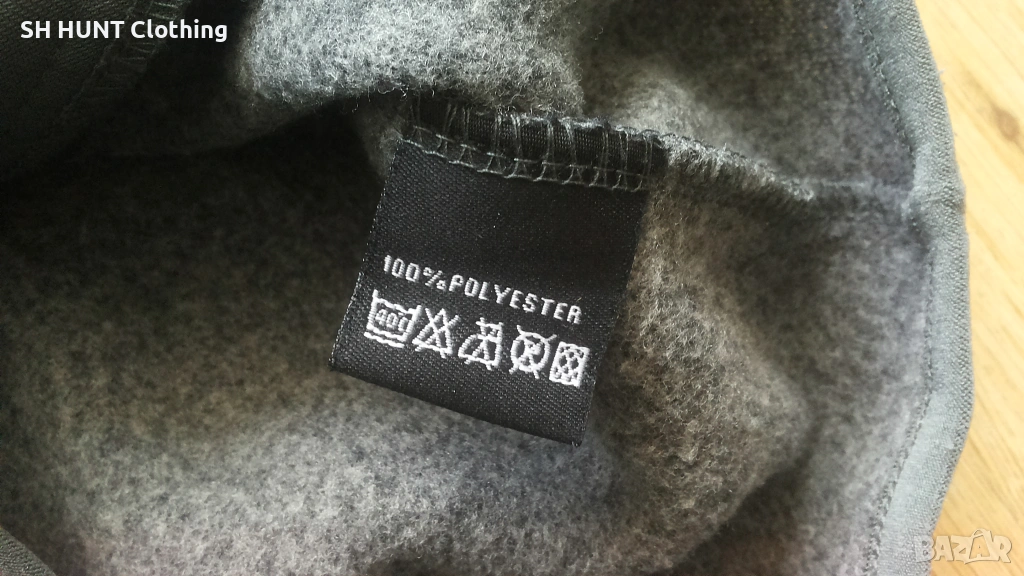 SH HUNT Clothing
100% POLYESTER
40
BAZAR